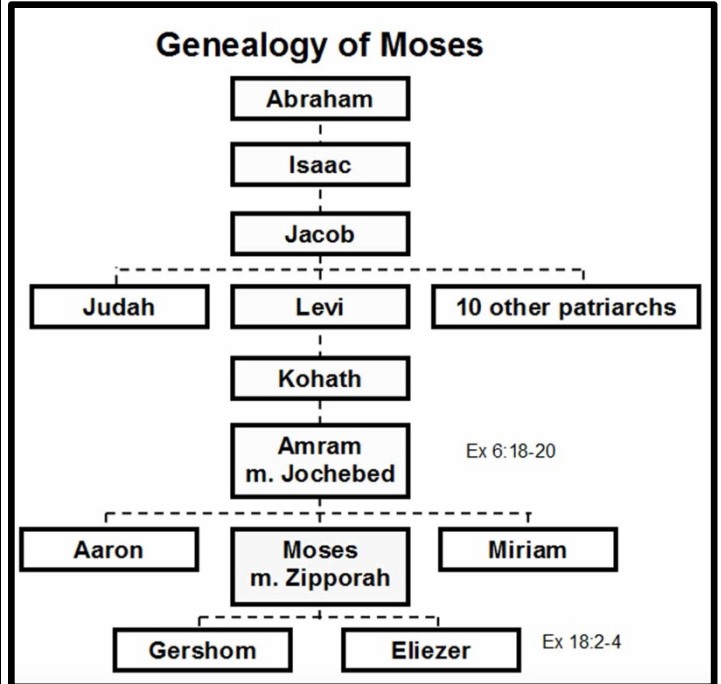 Genealogy of Moses
Abraham
Isaac
Jacob
Judah
Levi
10 other patriarchs
Kohath
Amram
m. Jochebed
Ex 6:18-20
Aaron
Moses
m. Zipporah
Miriam
Gershom
Eliezer
Ex 18:2-4